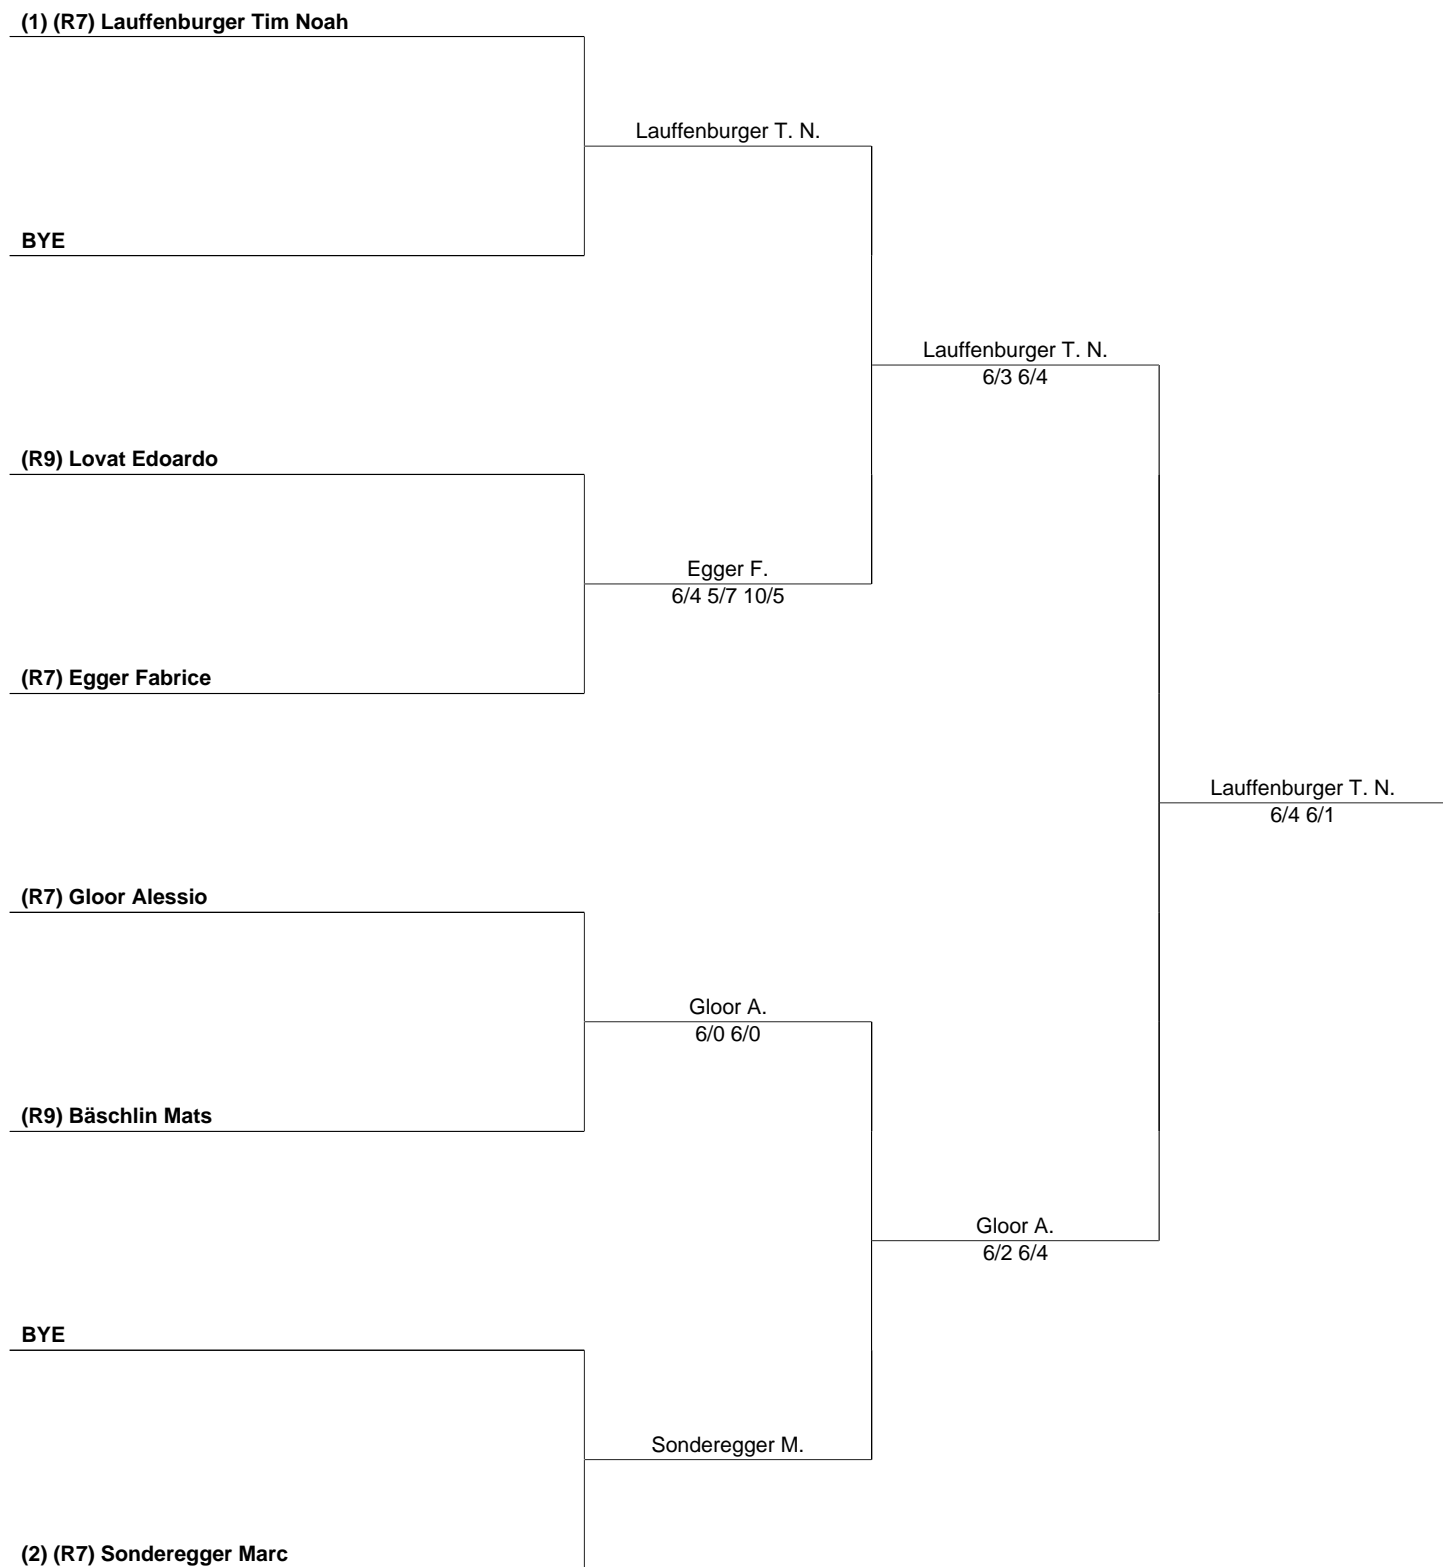 (1) (R7) Lauffenburger Tim Noah
Lauffenburger T. N.
BYE
Lauffenburger T. N.
6/3 6/4
(R9) Lovat Edoardo
Egger F.
6/4 5/7 10/5
(R7) Egger Fabrice
Lauffenburger T. N.
6/4 6/1
(R7) Gloor Alessio
Gloor A.
6/0 6/0
(R9) Bäschlin Mats
Gloor A.
6/2 6/4
BYE
Sonderegger M.
(2) (R7) Sonderegger Marc